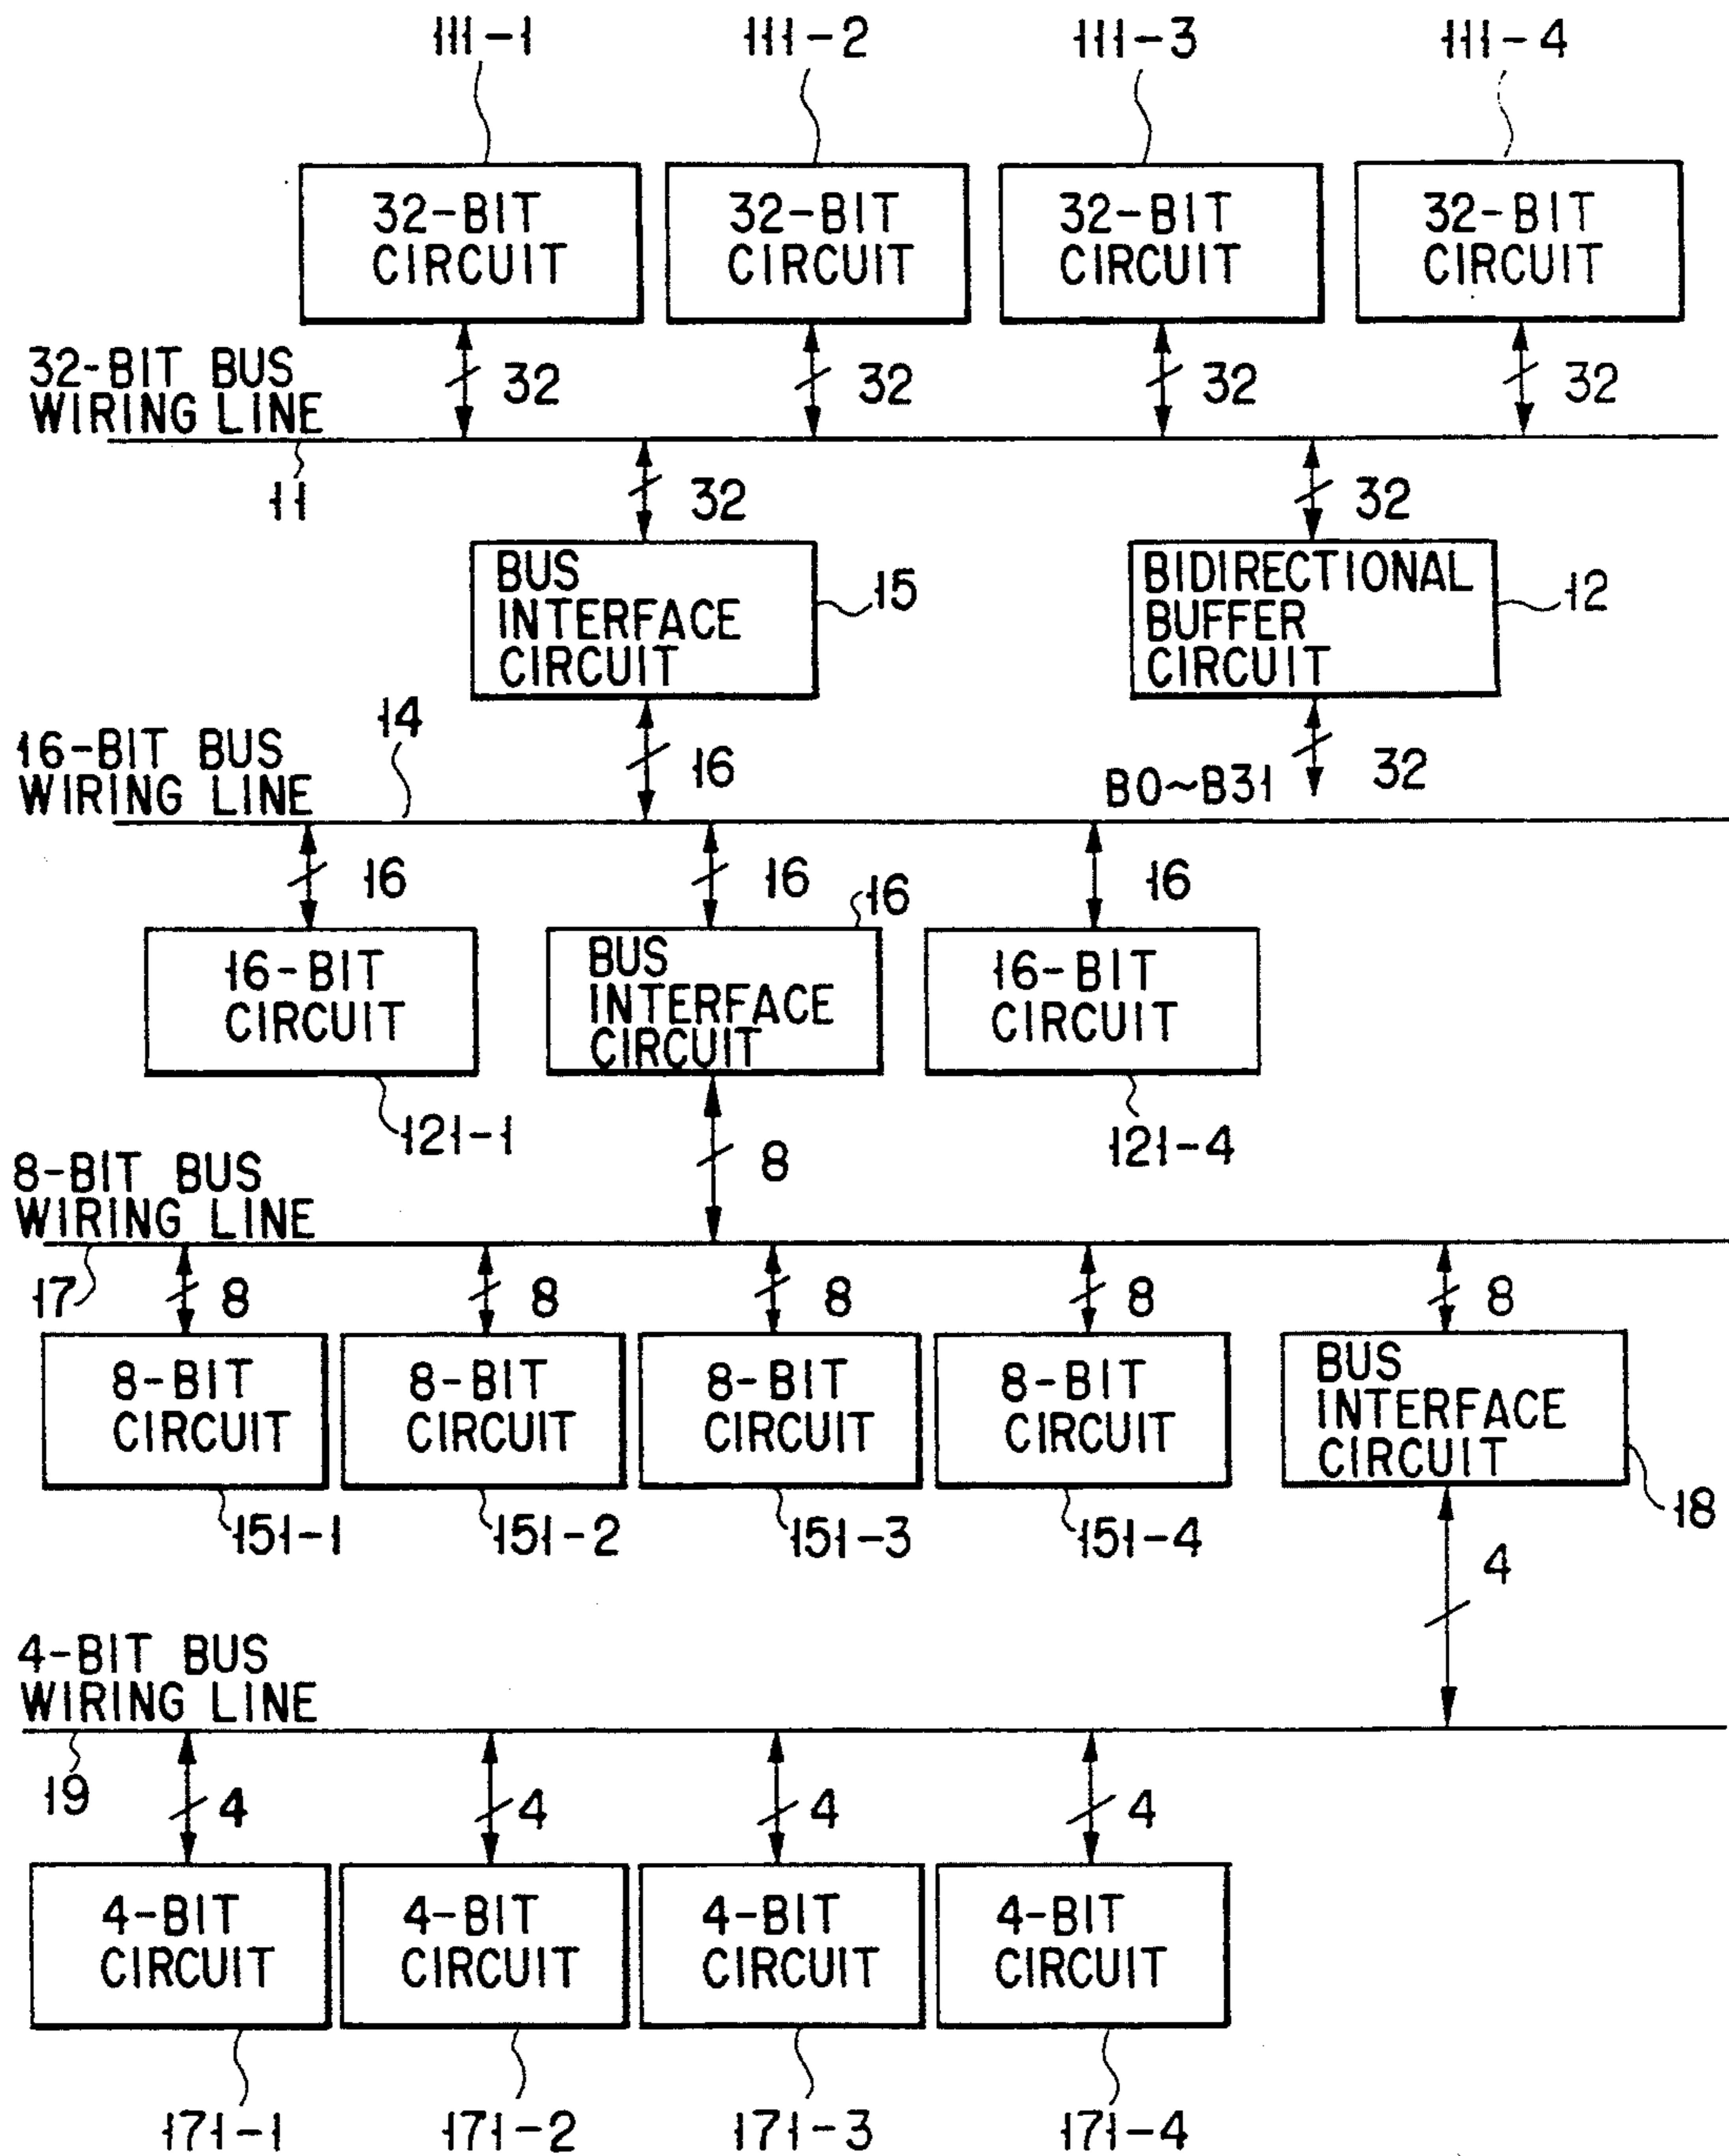 111-1
111-2
111-3
111-4
32-BIT
CIRCUIT
32-BIT
CIRCUIT
32-BIT
CIRCUIT
32-BIT
CIRCUIT
32-BIT BUS
WIRING LINE
32
32
32
32
11
32
32
BUS
INTERFACE
CIRCUIT
15
BIDIRECTIONAL
BUFFER
CIRCUIT
12
16-BIT BUS
WIRING LINE
14
16
B0~B31
32
16
16
16
16
16-BIT
CIRCUIT
BUS
INTERFACE
CIRCUIT
16-BIT
CIRCUIT
121-1
121-4
8
8-BIT BUS
WIRING LINE
17
8
8
8
8
8
8-BIT
CIRCUIT
8-BIT
CIRCUIT
8-BIT
CIRCUIT
8-BIT
CIRCUIT
BUS
INTERFACE
CIRCUIT
151-1
151-2
151-3
151-4
18
4
4-BIT BUS
WIRING LINE
19
4
4
4
4
4-BIT
CIRCUIT
4-BIT
CIRCUIT
4-BIT
CIRCUIT
4-BIT
CIRCUIT
171-1
171-2
171-3
171-4